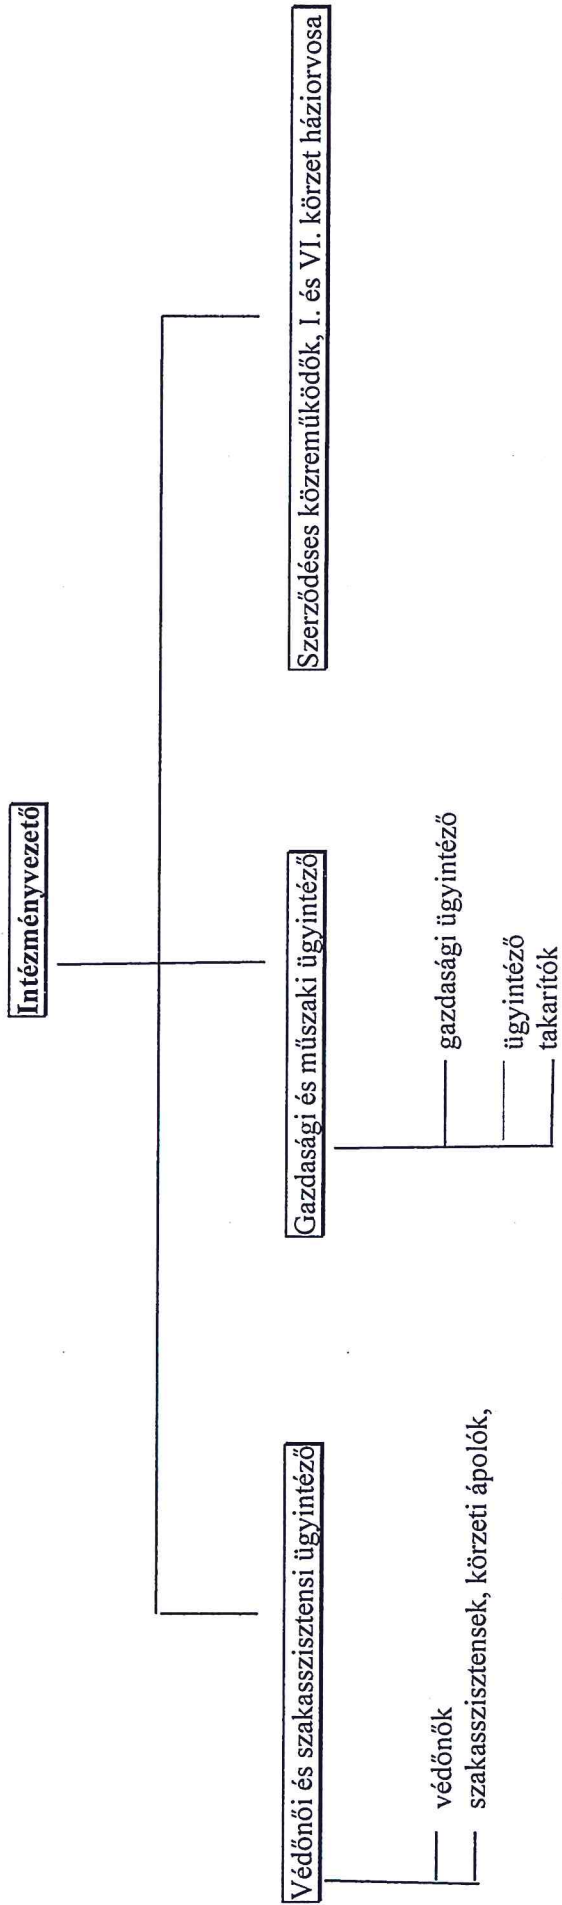 Intézményvezető
Védőnői és szakasszisztensi ügyintéző
Gazdasági és műszaki ügyintéző
Szerződéses közreműködők, I. és VI. körzet háziorvosa
védőnők
szakasszisztensek, körzeti ápolók,
gazdasági ügyintéző
ügyintéző
takarítók